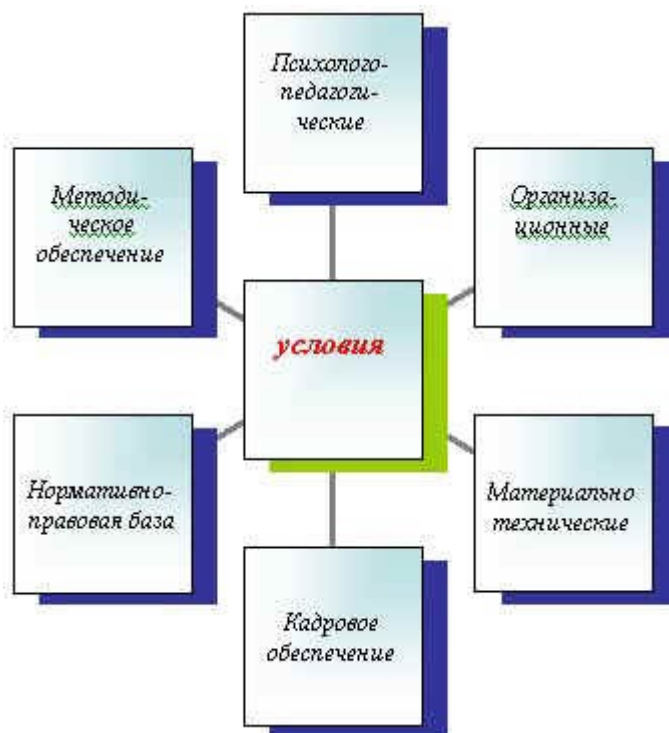 Психолого-
педагоги-
ческие
Методи-
ческое
обеспечение
Организа-
ционные
условия
Нормативно-
правовая база
Материально
технические
Кадровое
обеспечение